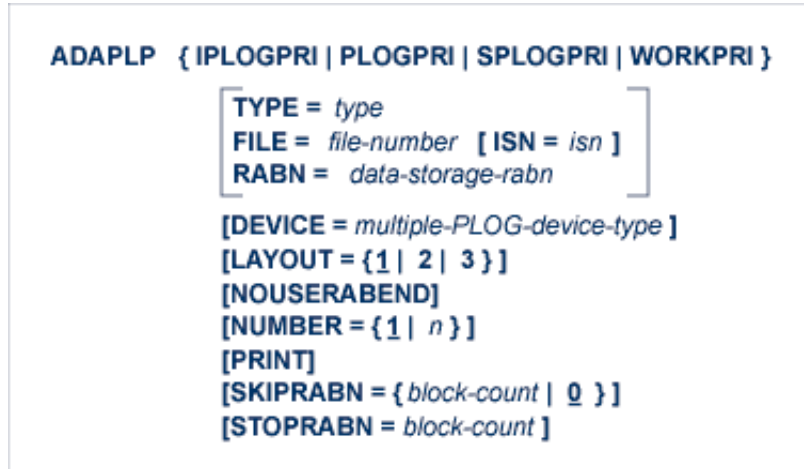 ADAPLP { IPLOGPRI | PLOGPRI | SPLOGPRI | WORKPRI }
TYPE = type
FILE = file-number [ ISN = isn ]
RABN = data-storage-rabn
[DEVICE = multiple-PLOG-device-type ]
[LAYOUT = {1 | 2 | 3 } ]
[NOUSERABEND]
[NUMBER = { 1 | n } ]
[PRINT]
[SKIPRABN = { block-count | 0 } ]
[STOPRABN = block-count ]